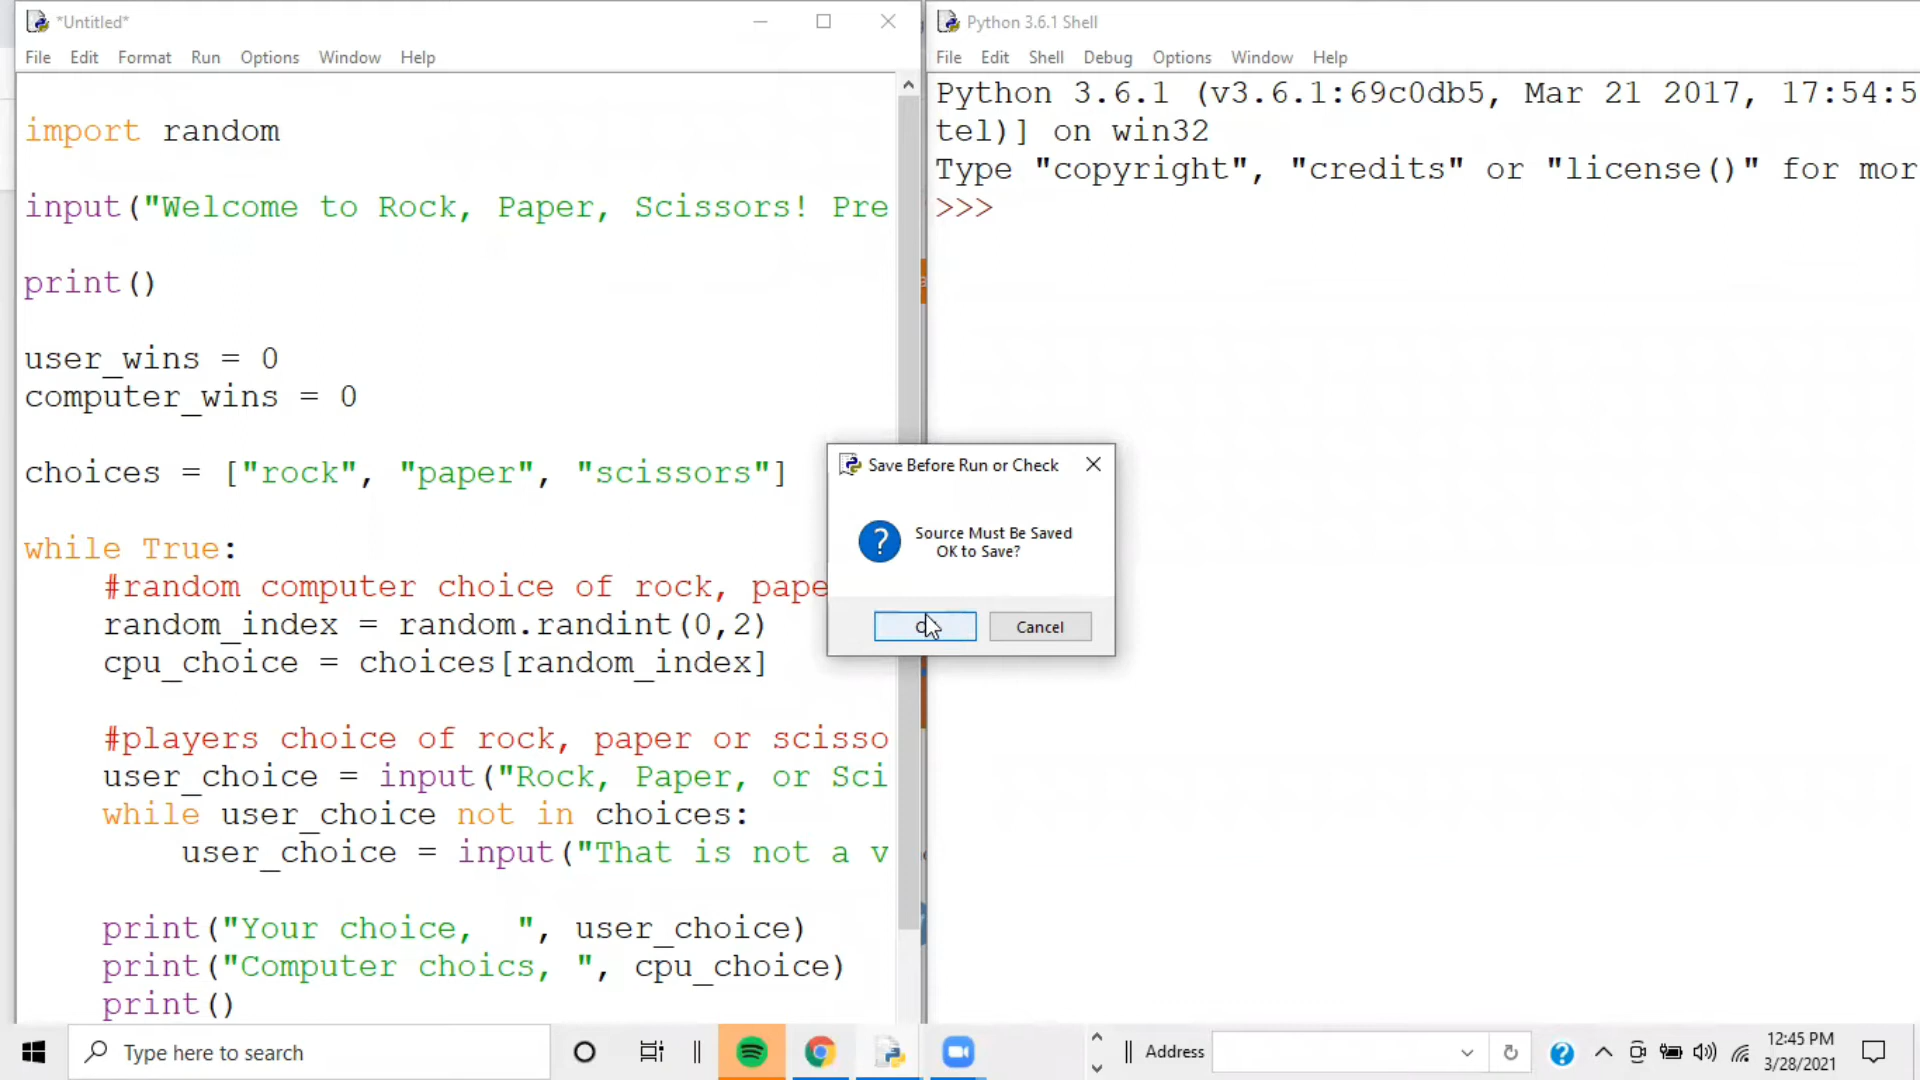 *Untitled*
File Edit Format Run Options Window Help
import random
input("Welcome to Rock, Paper, Scissors! Pre
print()
user_wins = 0
computer_wins = 0
choices = ["rock", "paper", "scissors"]
while True:
#random computer choice of rock, pape
random_index = random.randint(0,2)
cpu_choice = choices[random_index]
#players choice of rock, paper or scisso
user_choice = input("Rock, Paper, or Sci
while user_choice not in choices:
user_choice = input("That is not a v
print("Your choice,  ", user_choice)
print("Computer choics, ", cpu_choice)
print()
Python 3.6.1 Shell
File Edit Shell Debug Options Window Help
Python 3.6.1 (v3.6.1:69c0db5, Mar 21 2017, 17:54:5
tel)] on win32
Type "copyright", "credits" or "license()" for mor
>>>
Save Before Run or Check
Source Must Be Saved
OK to Save?
Cancel
Type here to search
Address
12:45 PM
3/28/2021